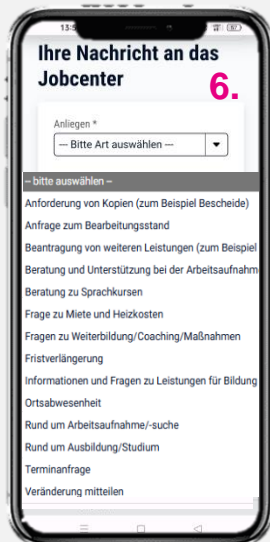 Ihre Nachricht an das
Jobcenter
6.
Anliegen *
--- Bitte Art auswählen ---
-- bitte auswählen --
Anforderung von Kopien (zum Beispiel Bescheide)
Anfrage zum Bearbeitungsstand
Beantragung von weiteren Leistungen (zum Beispiel
Beratung und Unterstützung bei der Arbeitsaufnahm
Beratung zu Sprachkursen
Frage zu Miete und Heizkosten
Fragen zu Weiterbildung/Coaching/Maßnahmen
Fristverlängerung
Informationen und Fragen zu Leistungen für Bildung
Ortsabwesenheit
Rund um Arbeitsaufnahme/-suche
Rund um Ausbildung/Studium
Terminanfrage
Veränderung mitteilen